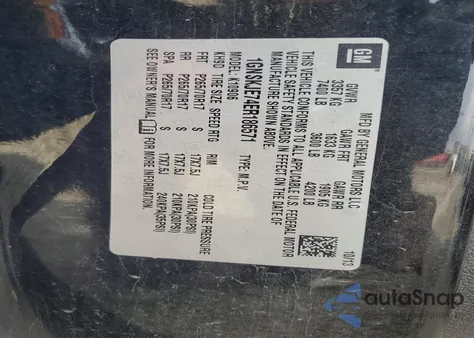 GM
MFD BY GENERAL MOTORS LLC
10/13
GVWR GAWR FRT GAWR RR
3357 KG 1633 KG 1905 KG
7400 LB 3600 LB 4200 LB
THIS VEHICLE CONFORMS TO ALL APPLICABLE U.S. FEDERAL MOTOR
VEHICLE SAFETY STANDARDS IN EFFECT ON THE DATE OF
MANUFACTURE SHOWN ABOVE.
1GNSKJE74ER186571 TYPE: M.P.V.
MODEL: K10906
KHDU TIRE SIZE SPEED RTG RIM COLD TIRE PRESSURE
FRT P265/70R17 S 17X7.5J 210KPA(30PSI)
RR P265/70R17 S 17X7.5J 210KPA(30PSI)
SPA P265/70R17 17X7.5J 240KPA(35PSI)
SEE OWNER'S MANUAL FOR MORE INFORMATION.
autoSnap